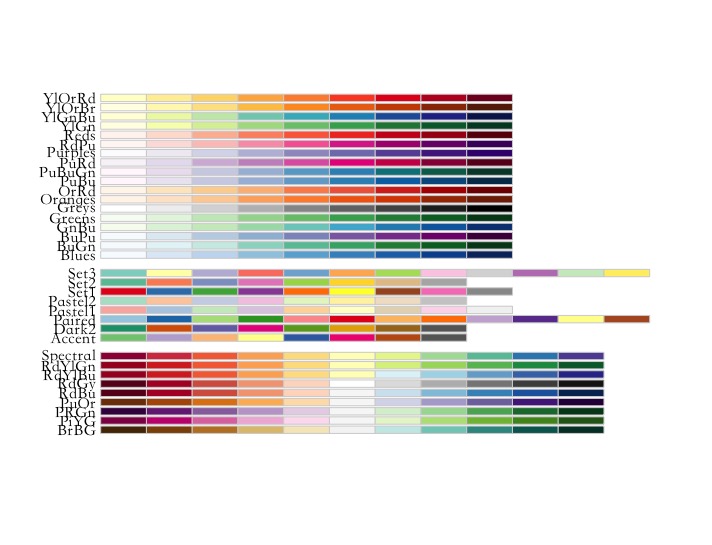 YlOrRd
YlOrBr
YlGnBu
YlGn
Reds
RdPu
Purples
PuRd
PuBuGn
PuBu
OrRd
Oranges
Greys
Greens
GnBu
BuPu
BuGn
Blues
Set3
Set2
Set1
Pastel2
Pastel1
Paired
Dark2
Accent
Spectral
RdYlGn
RdYlBu
RdGy
RdBu
PuOr
PRGn
PiYG
BrBG